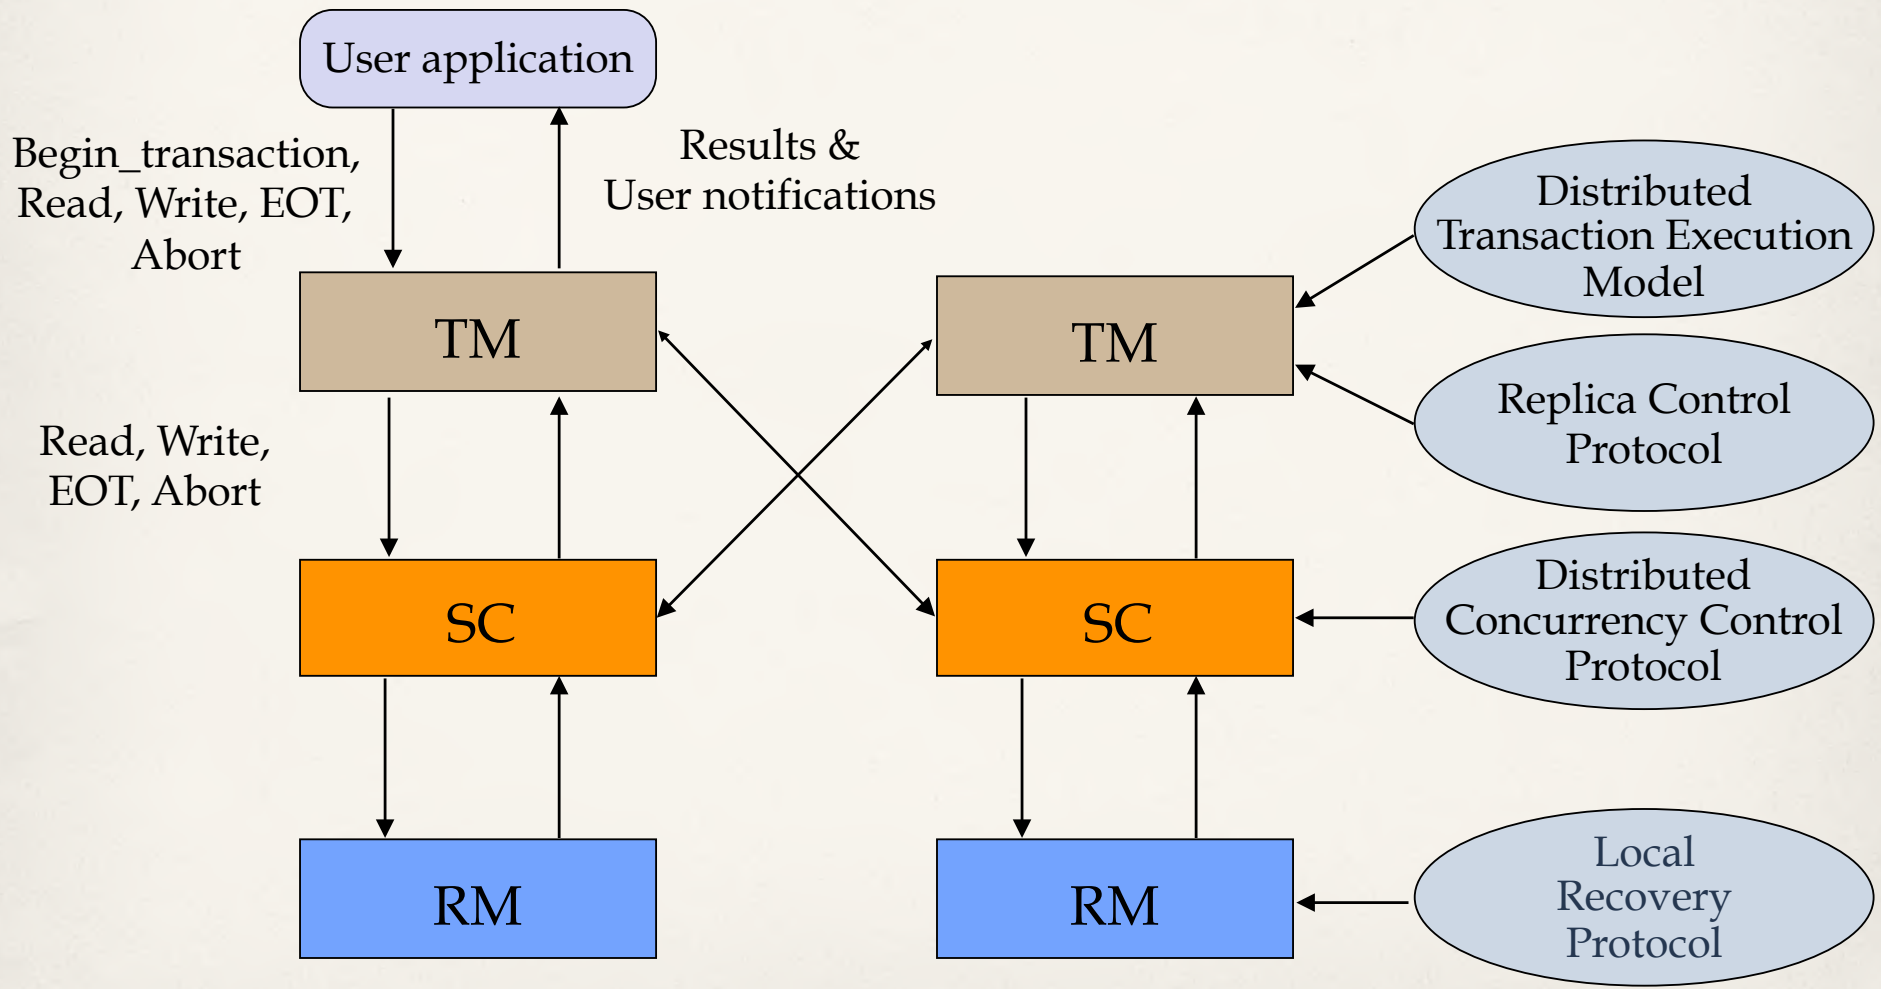 User application
Begin_transaction,
Read, Write, EOT,
Abort
Results &
User notifications
Distributed
Transaction Execution
Model
TM
TM
Replica Control
Protocol
Read, Write,
EOT, Abort
Distributed
Concurrency Control
Protocol
SC
SC
Local
Recovery
Protocol
RM
RM